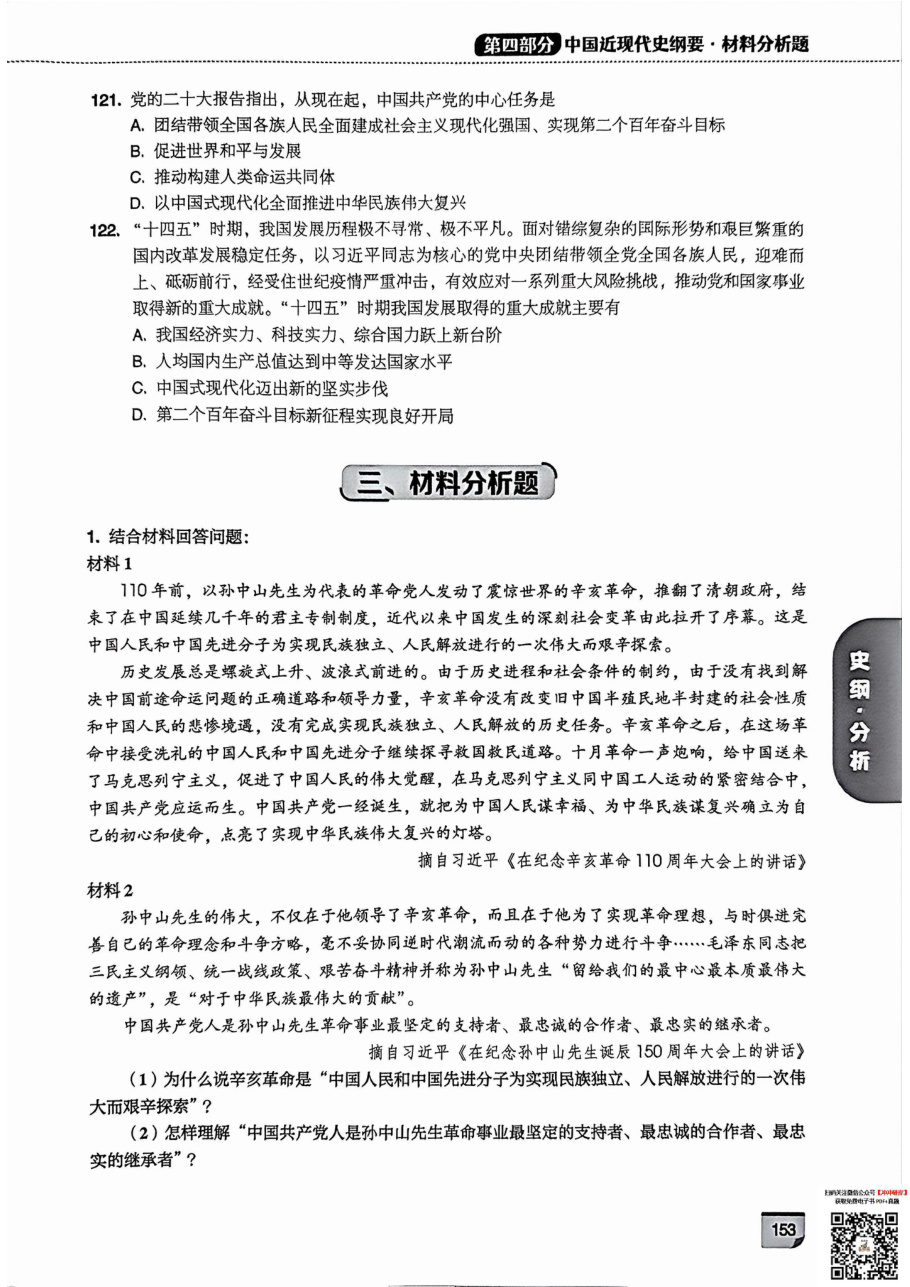 第四部分 中国近现代史纲要·材料分析题
121. 党的二十大报告指出，从现在起，中国共产党的中心任务是
A. 团结带领全国各族人民全面建成社会主义现代化强国、实现第二个百年奋斗目标
B. 促进世界和平与发展
C. 推动构建人类命运共同体
D. 以中国式现代化全面推进中华民族伟大复兴
122. “十四五”时期，我国发展历程极不寻常、极不平凡。面对错综复杂的国际形势和艰巨繁重的
国内改革发展稳定任务，以习近平同志为核心的党中央团结带领全党全国各族人民，迎难而
上、砥砺前行，经受住世纪疫情严重冲击，有效应对一系列重大风险挑战，推动党和国家事业
取得新的重大成就。“十四五”时期我国发展取得的重大成就主要有
A. 我国经济实力、科技实力、综合国力跃上新台阶
B. 人均国内生产总值达到中等发达国家水平
C. 中国式现代化迈出新的坚实步伐
D. 第二个百年奋斗目标新征程实现良好开局
三、材料分析题
1. 结合材料回答问题：
材料 1
110 年前，以孙中山先生为代表的革命党人发动了震惊世界的辛亥革命，推翻了清朝政府，结
束了在中国延续几千年的君主专制制度，近代以来中国发生的深刻社会变革由此拉开了序幕。这是
中国人民和中国先进分子为实现民族独立、人民解放进行的一次伟大而艰辛探索。
历史发展总是螺旋式上升、波浪式前进的。由于历史进程和社会条件的制约，由于没有找到解
决中国前途命运问题的正确道路和领导力量，辛亥革命没有改变旧中国半殖民地半封建的社会性质
和中国人民的悲惨境遇，没有完成实现民族独立、人民解放的历史任务。辛亥革命之后，在这场革
命中接受洗礼的中国人民和中国先进分子继续探寻救国救民道路。十月革命一声炮响，给中国送来
了马克思列宁主义，促进了中国人民的伟大觉醒，在马克思列宁主义同中国工人运动的紧密结合中，
中国共产党应运而生。中国共产党一经诞生，就把为中国人民谋幸福、为中华民族谋复兴确立为自
己的初心和使命，点亮了实现中华民族伟大复兴的灯塔。
摘自习近平《在纪念辛亥革命 110 周年大会上的讲话》
材料 2
孙中山先生的伟大，不仅在于他领导了辛亥革命，而且在于他为了实现革命理想，与时俱进完
善自己的革命理念和斗争方略，毫不妥协同逆时代潮流而动的各种势力进行斗争……毛泽东同志把
三民主义纲领、统一战线政策、艰苦奋斗精神并称为孙中山先生“留给我们的最中心最本质最伟大
的遗产”，是“对于中华民族最伟大的贡献”。
中国共产党人是孙中山先生革命事业最坚定的支持者、最忠诚的合作者、最忠实的继承者。
摘自习近平《在纪念孙中山先生诞辰 150 周年大会上的讲话》
（1）为什么说辛亥革命是“中国人民和中国先进分子为实现民族独立、人民解放进行的一次伟
大而艰辛探索”？
（2）怎样理解“中国共产党人是孙中山先生革命事业最坚定的支持者、最忠诚的合作者、最忠
实的继承者”？
史纲·分析
扫码关注微信公众号【冲冲研家】
获取免费电子书PDF+真题
153